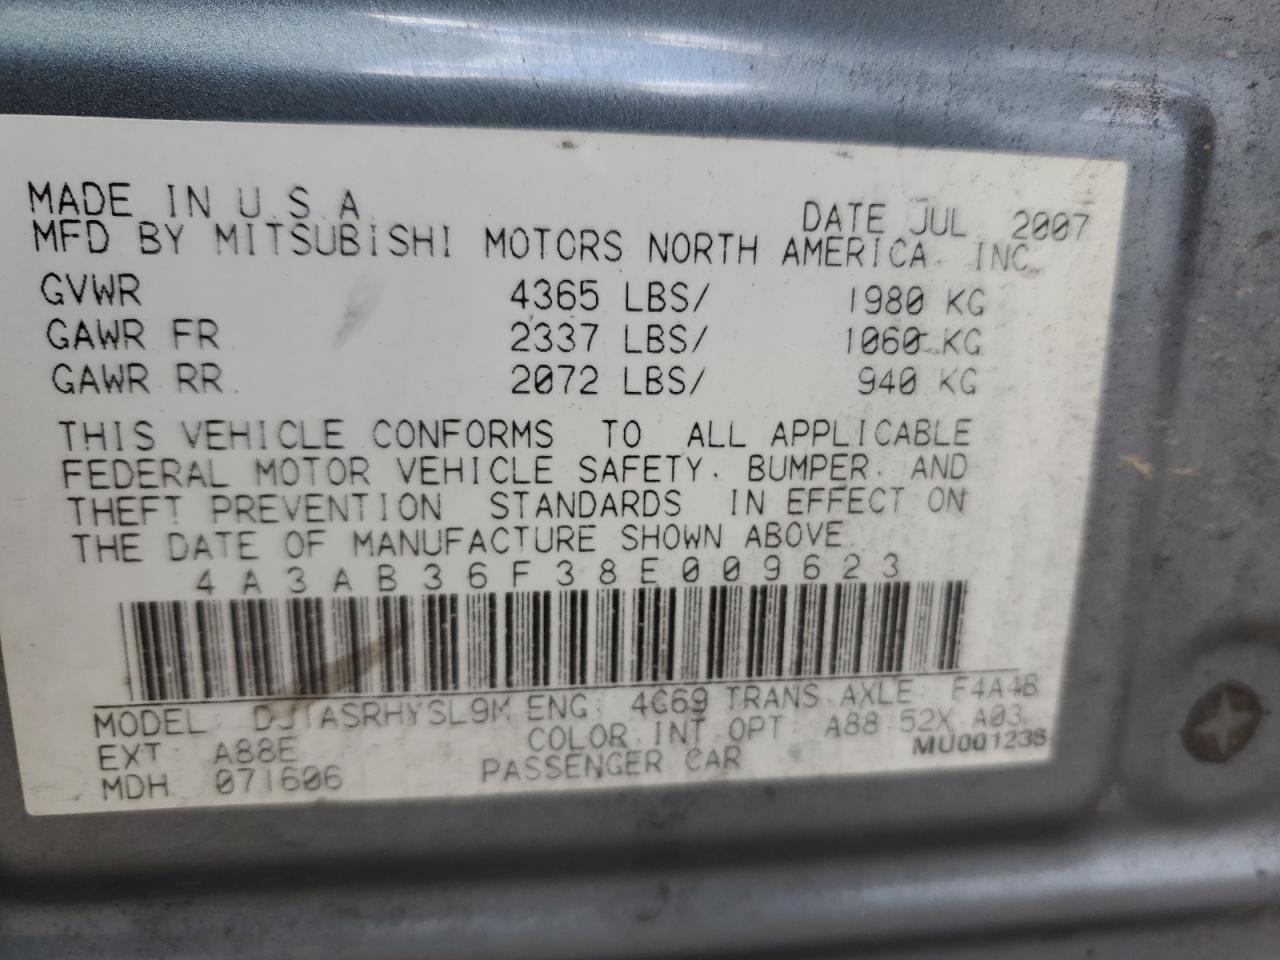 MADE IN U.S.A. DATE JUL. 2007
MFD BY MITSUBISHI MOTORS NORTH AMERICA. INC.
GVWR 4365 LBS/ 1980 KG
GAWR FR 2337 LBS/ 1060 KG
GAWR RR 2072 LBS/ 940 KG
THIS VEHICLE CONFORMS TO ALL APPLICABLE
FEDERAL MOTOR VEHICLE SAFETY. BUMPER. AND
THEFT PREVENTION STANDARDS IN EFFECT ON
THE DATE OF MANUFACTURE SHOWN ABOVE.
4A3AB36F38E009623
MODEL: DJ1ASRHYSL9M ENG: 4G69 TRANS.AXLE: F4A4B
EXT: A88E COLOR.INT.OPT: A88 52X A03
MDH 071606 PASSENGER CAR MU001238